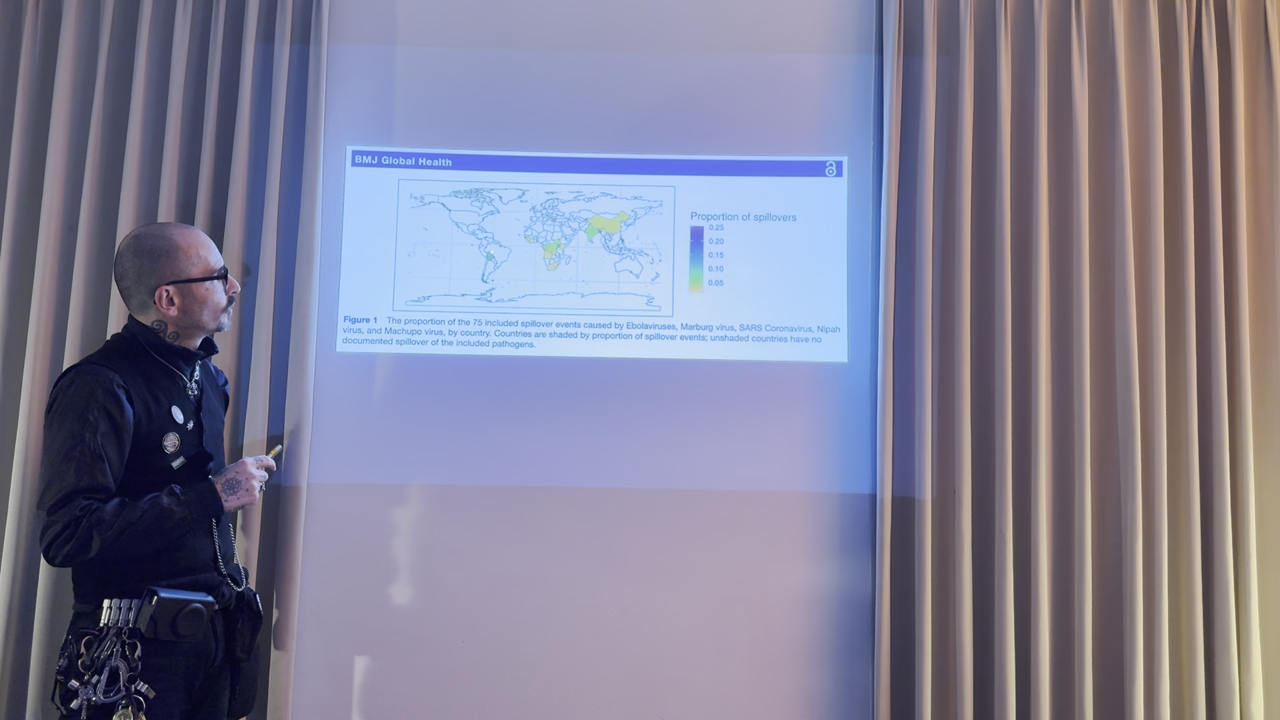 BMJ Global Health
Proportion of spillovers
0.25
0.20
0.15
0.10
0.05
Figure 1 The proportion of the 75 included spillover events caused by Ebolaviruses, Marburg virus, SARS Coronavirus, Nipah
virus, and Machupo virus, by country. Countries are shaded by proportion of spillover events; unshaded countries have no
documented spillover of the included pathogens.